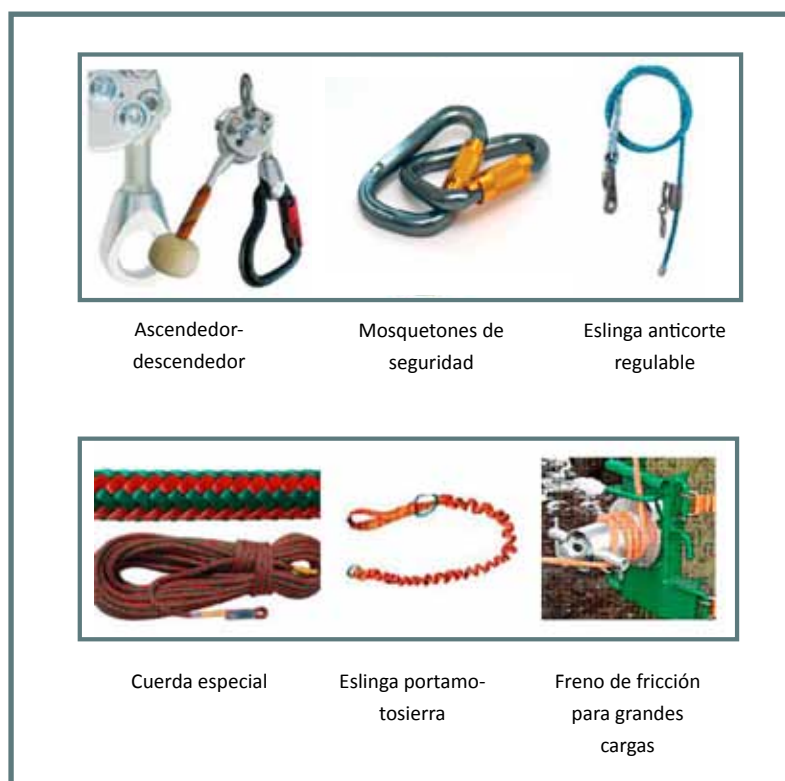 Ascendedor-
descendedor
Mosquetones de
seguridad
Eslinga anticorte
regulable
Cuerda especial
Eslinga portamo-
tosierra
Freno de fricción
para grandes
cargas